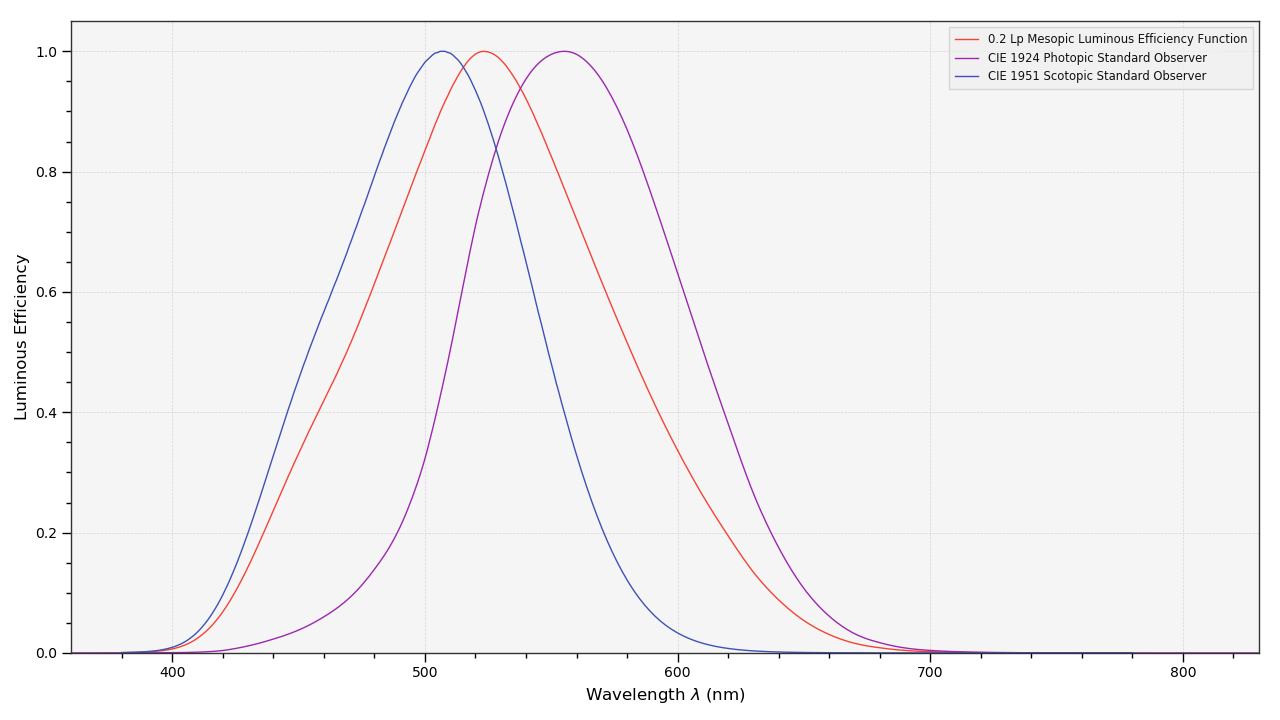 0.2 Lp Mesopic Luminous Efficiency Function
CIE 1924 Photopic Standard Observer
CIE 1951 Scotopic Standard Observer
Luminous Efficiency
1.0
0.8
0.6
0.4
0.2
0.0
400 500 600 700 800
Wavelength λ (nm)